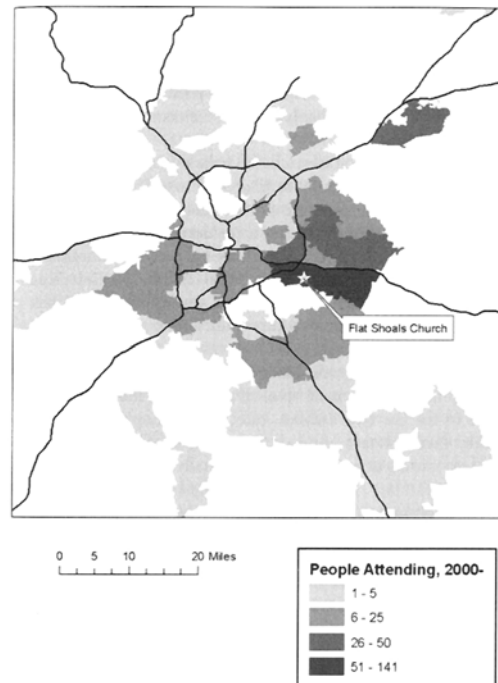 Flat Shoals Church
0 5 10 20 Miles
People Attending, 2000-
1 - 5
6 - 25
26 - 50
51 - 141